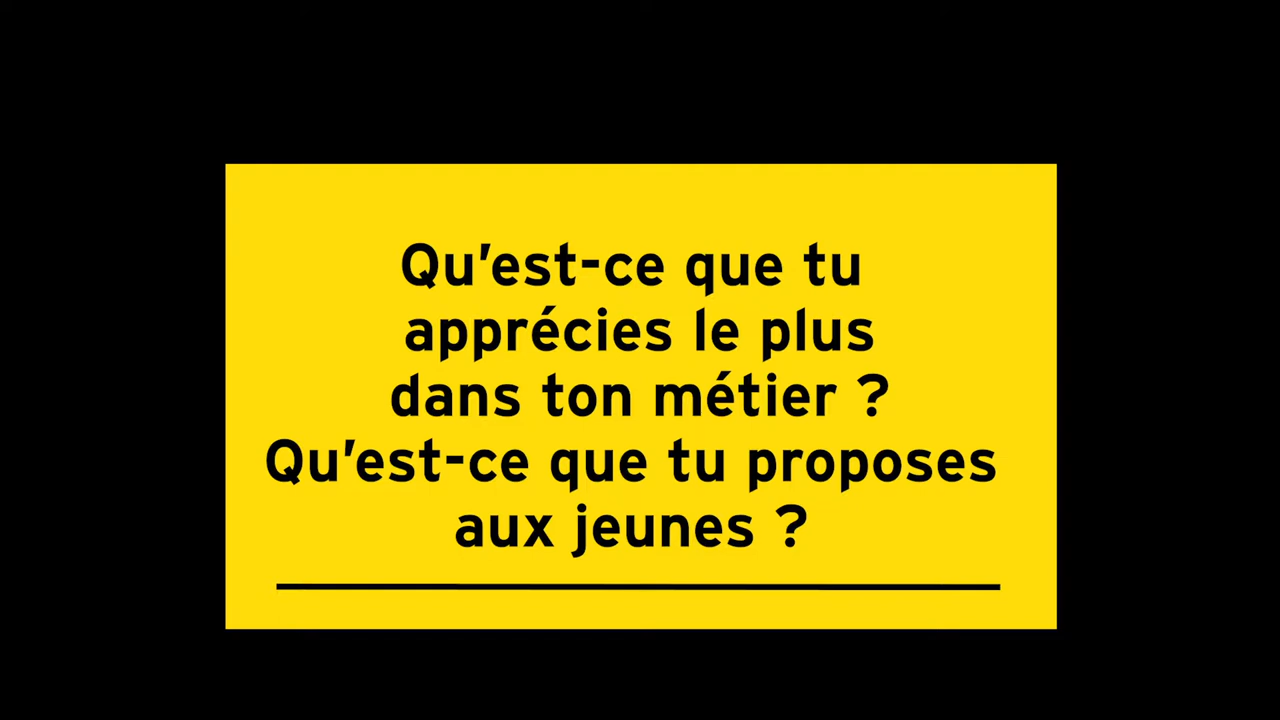 Qu’est-ce que tu
apprécies le plus
dans ton métier ?
Qu’est-ce que tu proposes
aux jeunes ?